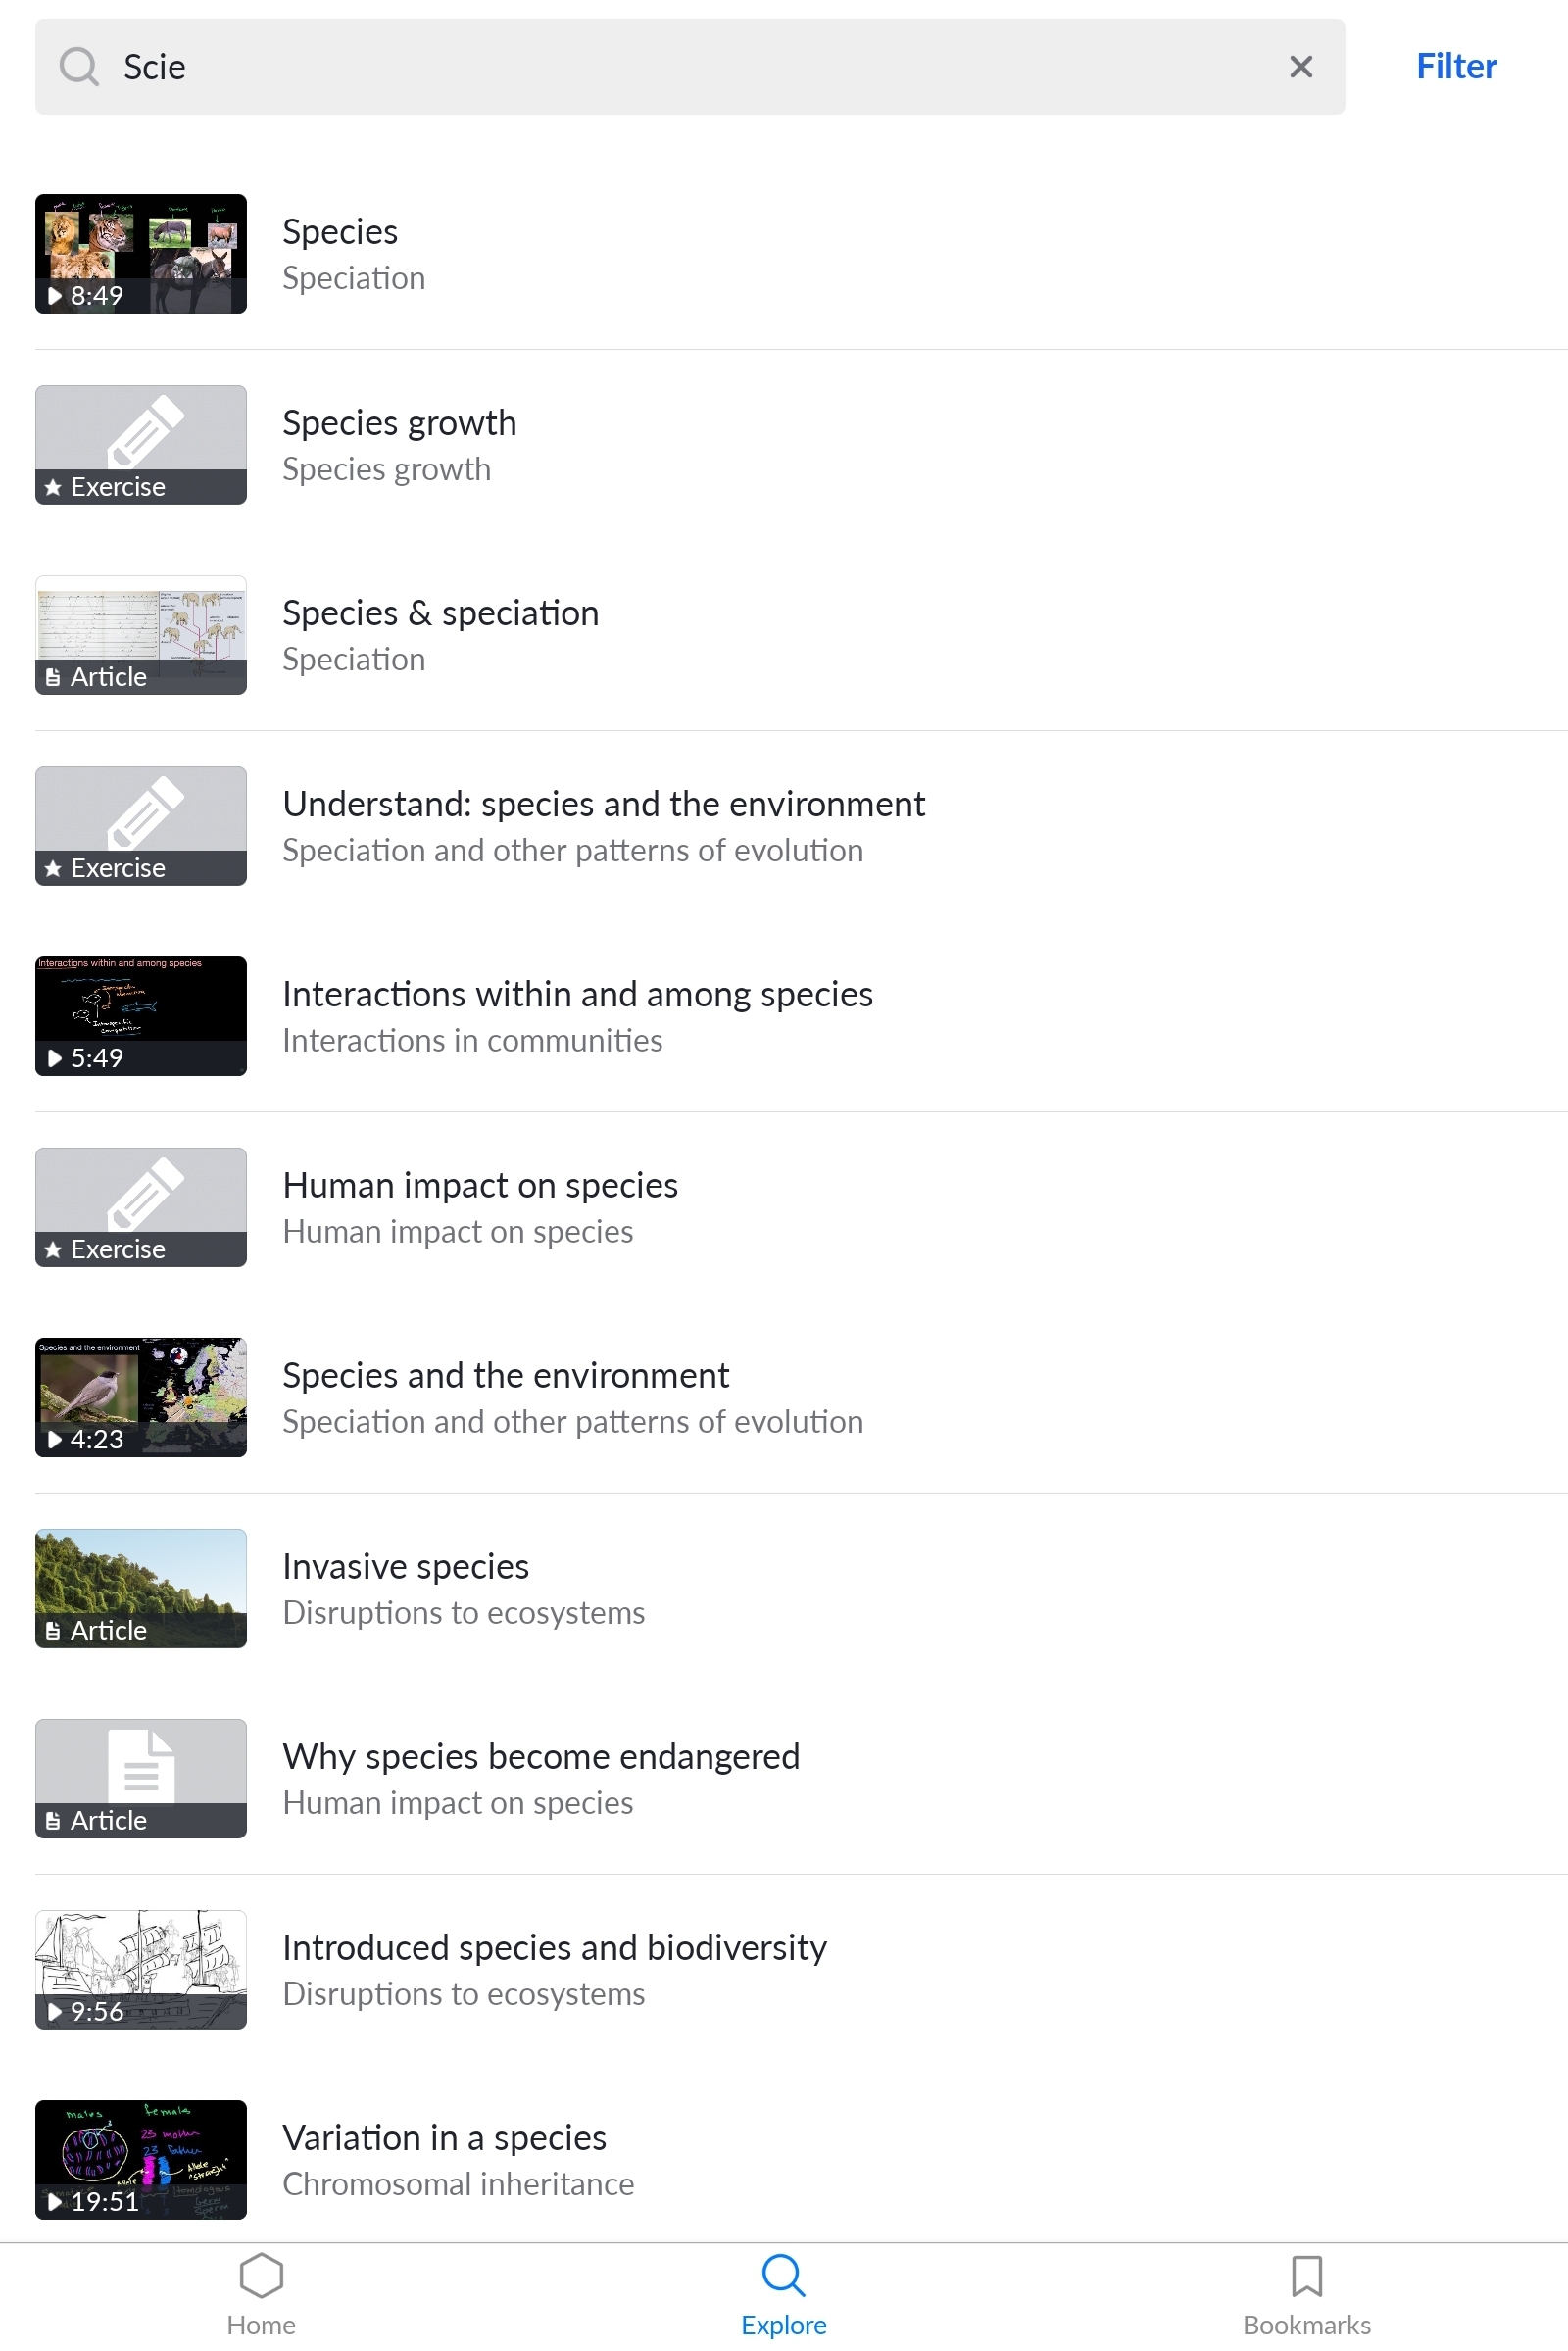 Scie
Filter
8:49
Species
Speciation
Exercise
Species growth
Species growth
Article
Species & speciation
Speciation
Exercise
Understand: species and the environment
Speciation and other patterns of evolution
Interactions within and among species
5:49
Interactions within and among species
Interactions in communities
Exercise
Human impact on species
Human impact on species
Species and the environment
4:23
Species and the environment
Speciation and other patterns of evolution
Article
Invasive species
Disruptions to ecosystems
Article
Why species become endangered
Human impact on species
9:56
Introduced species and biodiversity
Disruptions to ecosystems
males females
23 mother
23 father
19:51
Variation in a species
Chromosomal inheritance
Home
Explore
Bookmarks